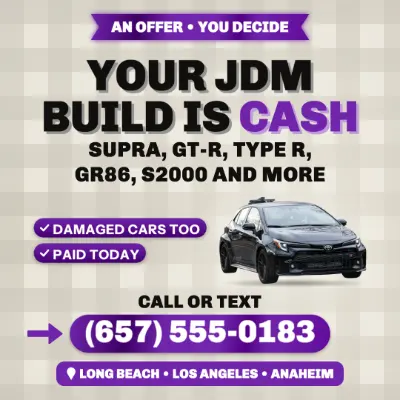 AN OFFER • YOU DECIDE
YOUR JDM
BUILD IS CASH
SUPRA, GT-R, TYPE R,
GR86, S2000 AND MORE
DAMAGED CARS TOO
PAID TODAY
CALL OR TEXT
(657) 555-0183
LONG BEACH • LOS ANGELES • ANAHEIM